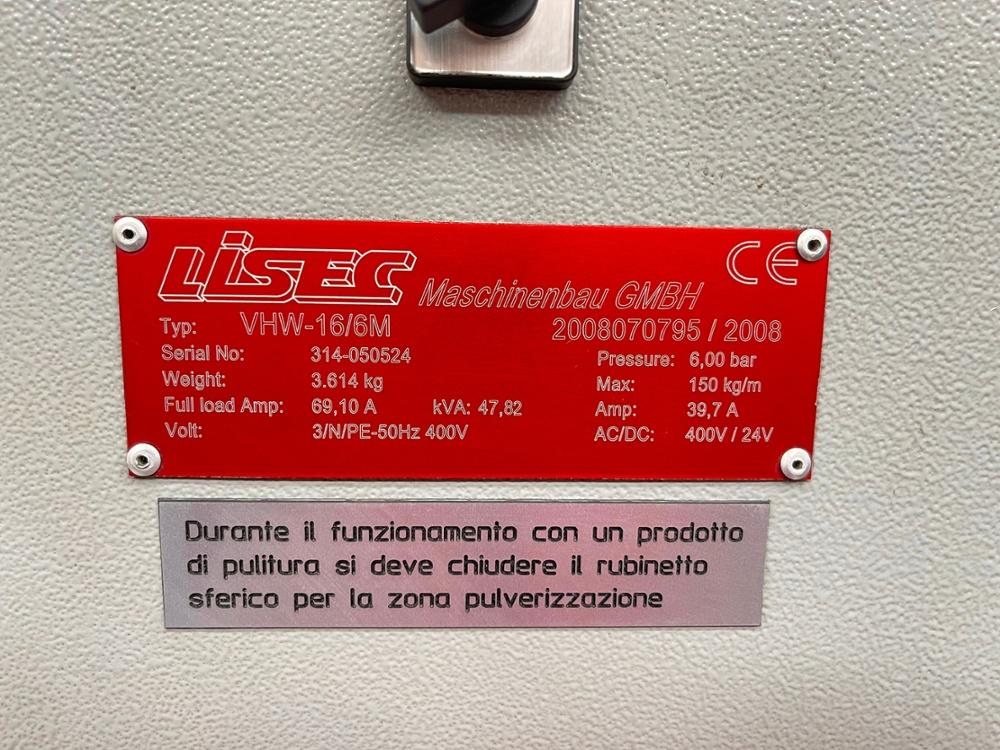 LiSEC Maschinenbau GMBH CE
Typ: VHW-16/6M 2008070795 / 2008
Serial No: 314-050524 Pressure: 6,00 bar
Weight: 3.614 kg Max: 150 kg/m
Full load Amp: 69,10 A kVA: 47,82 Amp: 39,7 A
Volt: 3/N/PE-50Hz 400V AC/DC: 400V / 24V
Durante il funzionamento con un prodotto
di pulitura si deve chiudere il rubinetto
sferico per la zona pulverizzazione